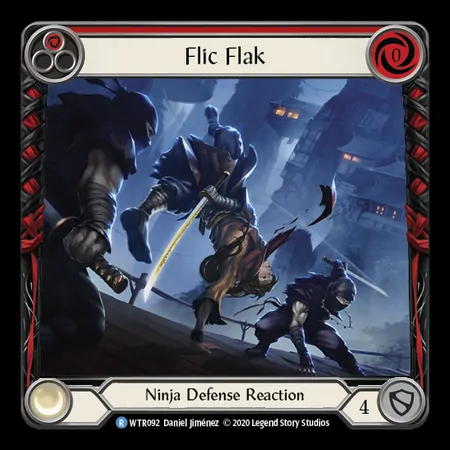 Flic Flak
0
Ninja Defense Reaction
4
R WTR092 Daniel Jiménez © 2020 Legend Story Studios